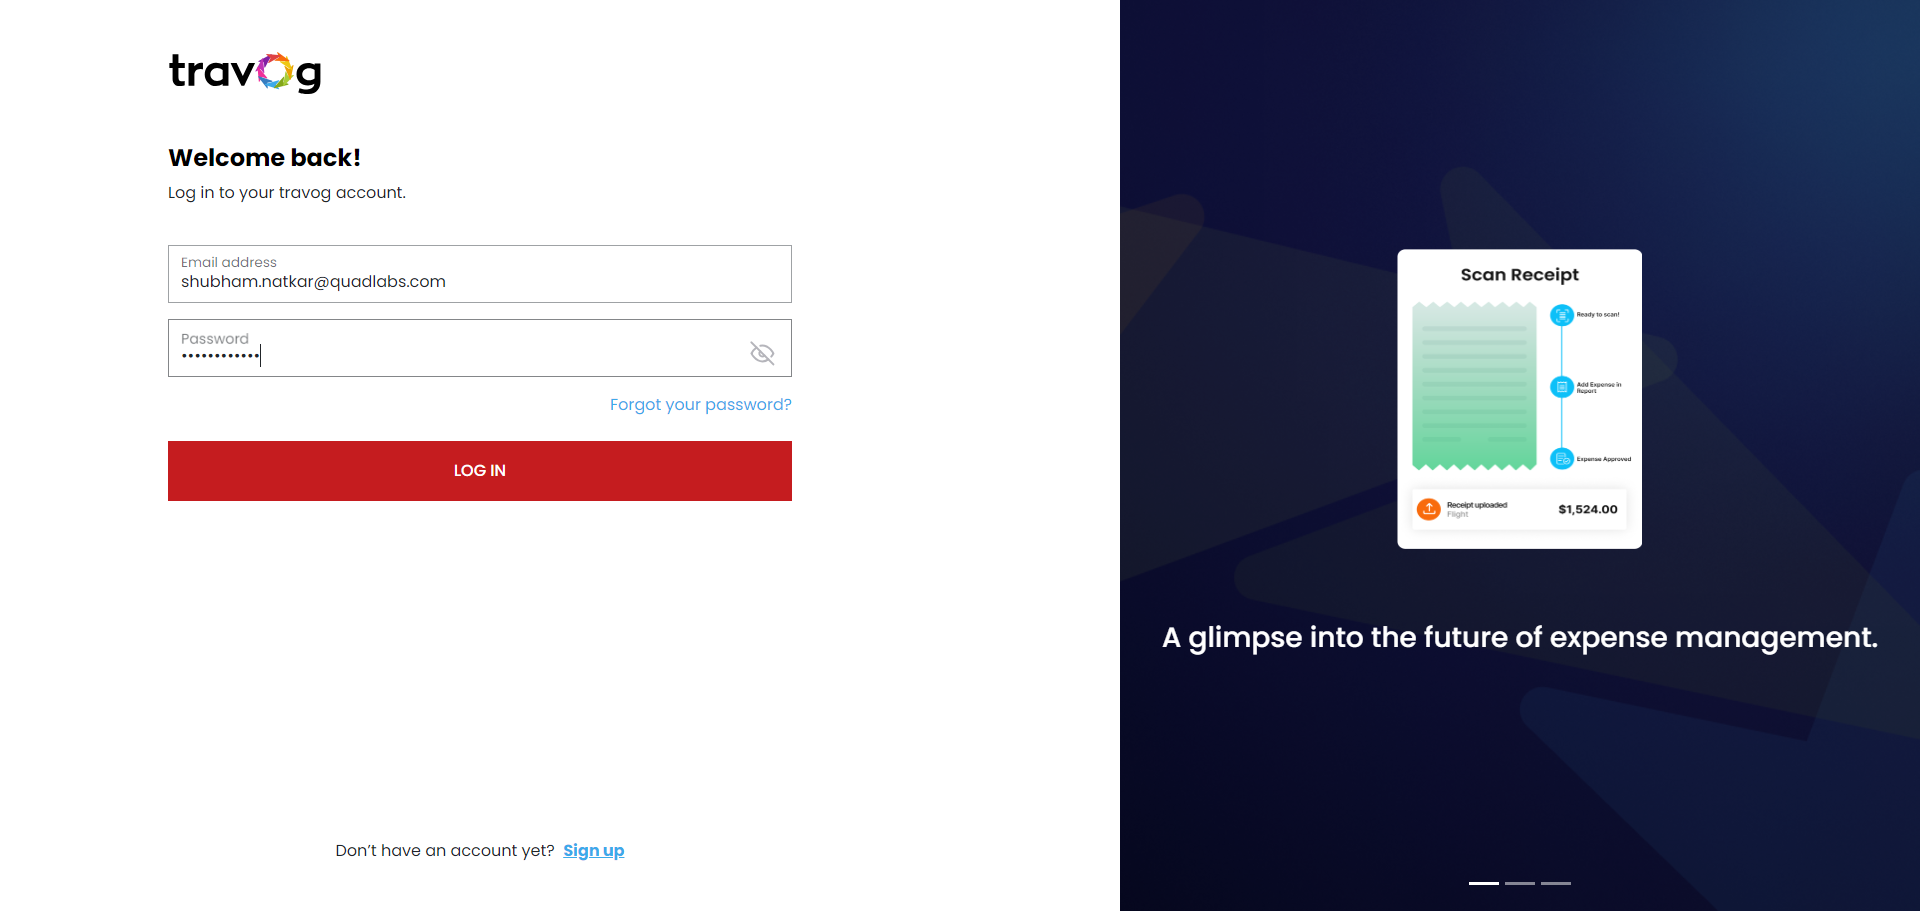 travog
Welcome back!
Log in to your travog account.
Email address
shubham.natkar@quadlabs.com
Password
••••••••••••
Forgot your password?
LOG IN
Don’t have an account yet? Sign up
Scan Receipt
Ready to scan!
Add Expense in
Report
Expense Approved
Receipt uploaded
Flight
$1,524.00
A glimpse into the future of expense management.